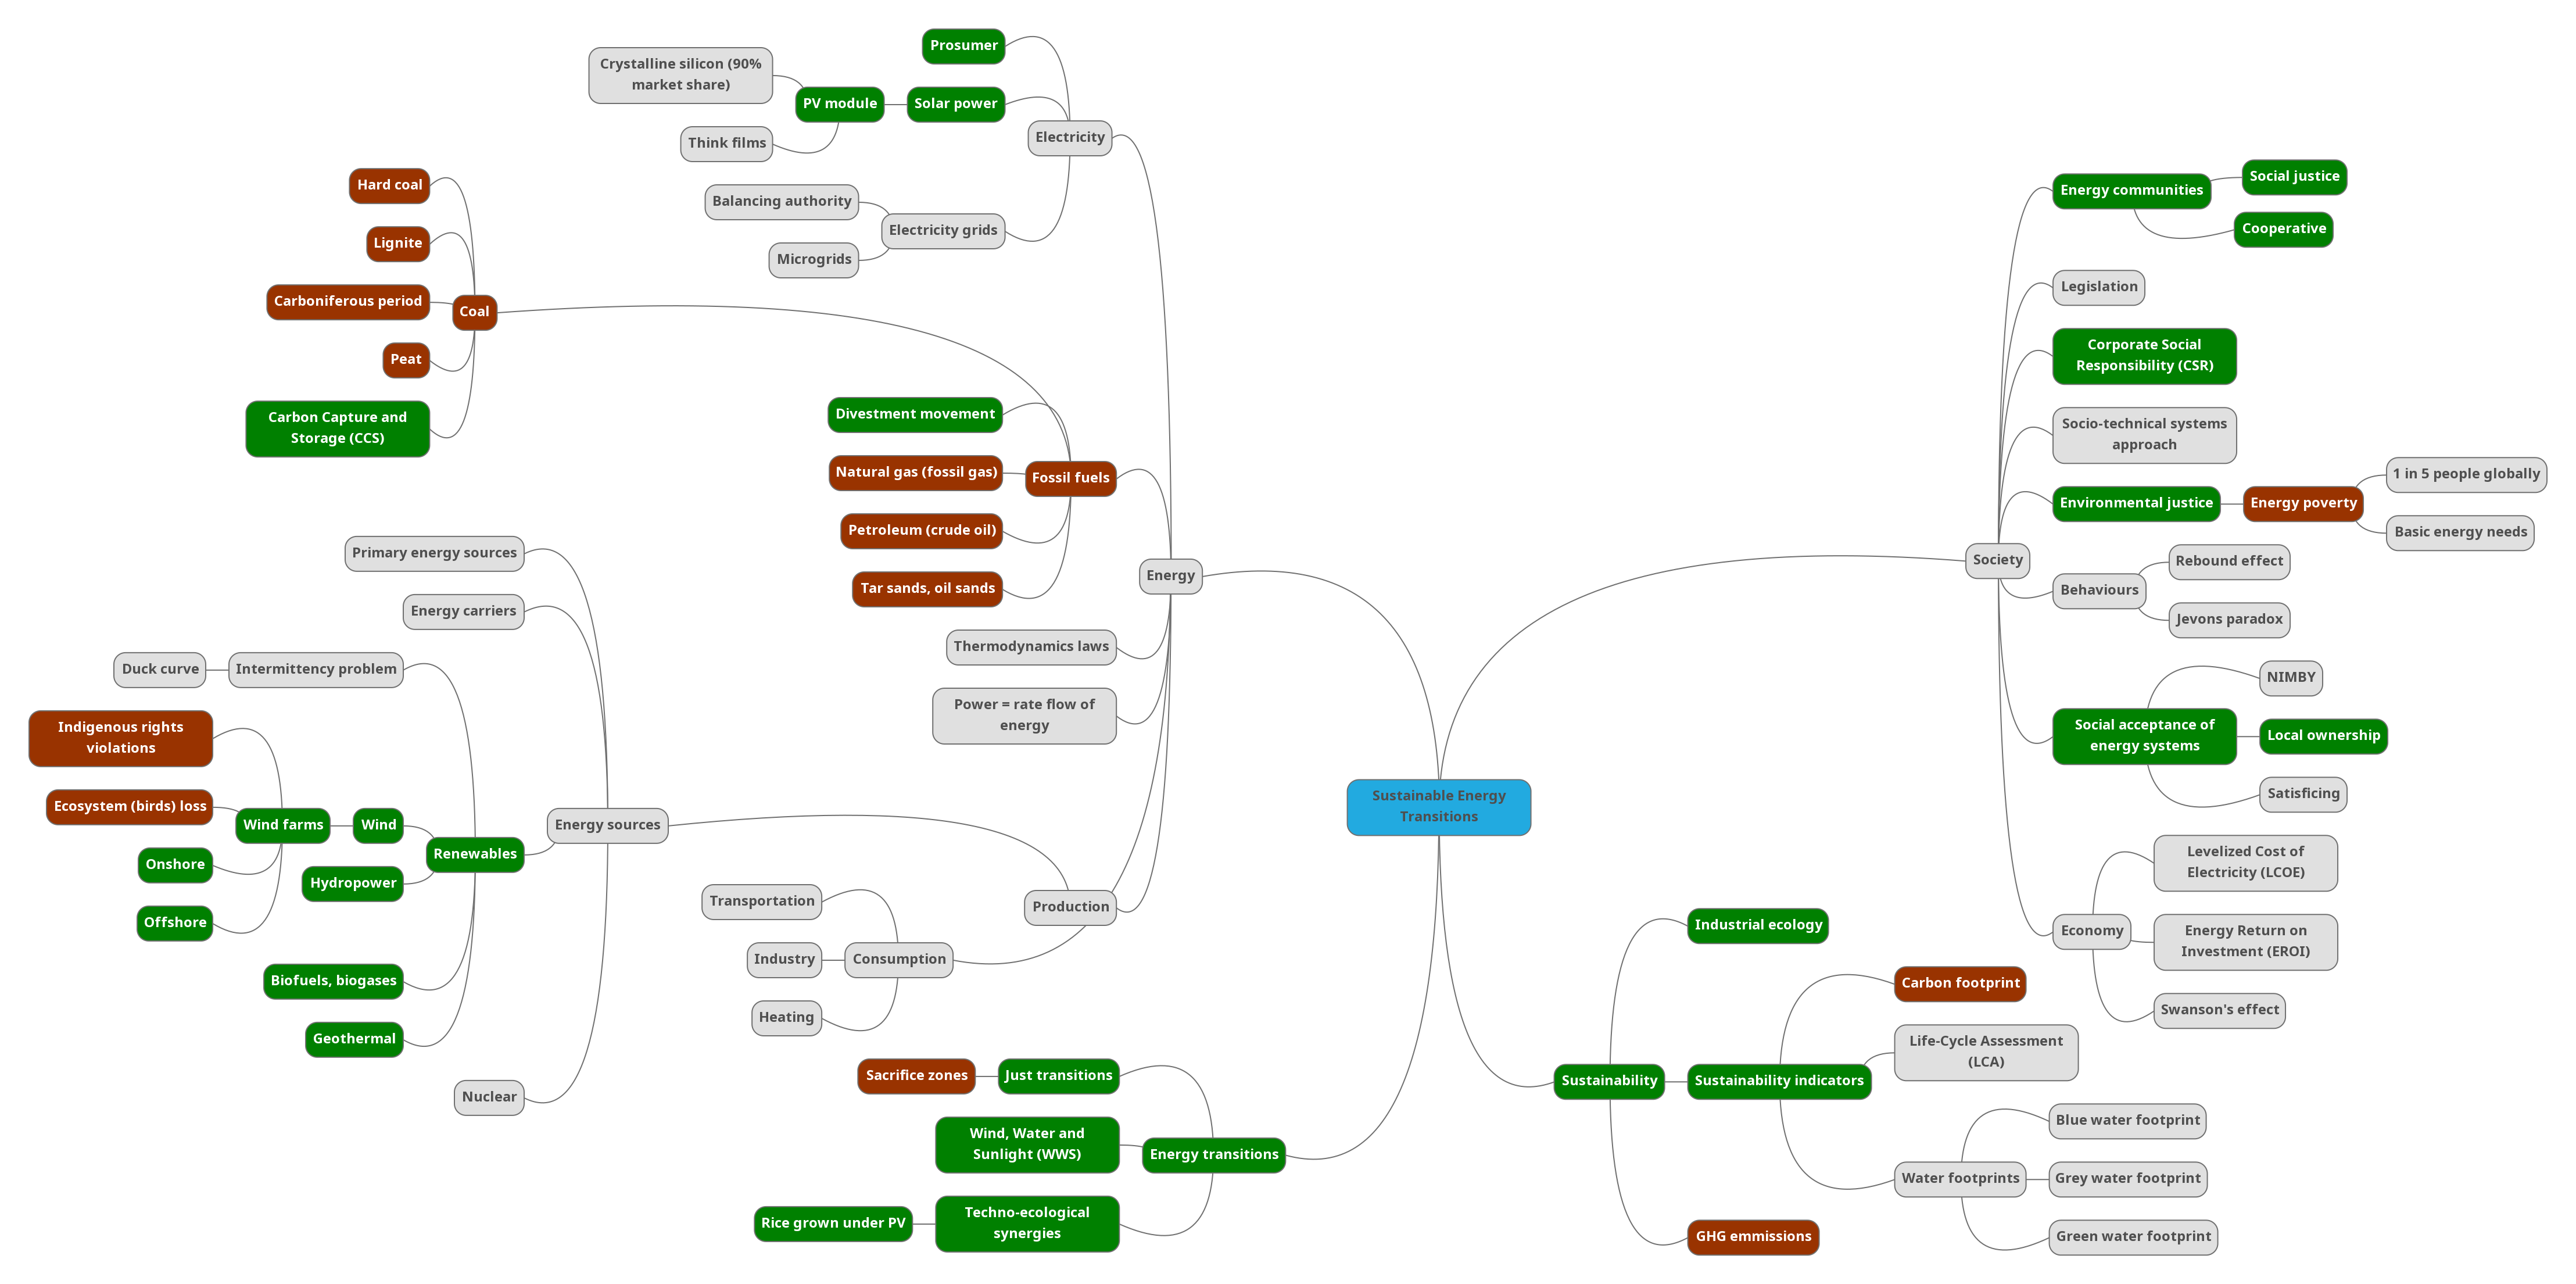 Sustainable Energy
Transitions
Energy
Electricity
Prosumer
Solar power
PV module
Crystalline silicon (90%
market share)
Think films
Electricity grids
Balancing authority
Microgrids
Fossil fuels
Coal
Hard coal
Lignite
Carboniferous period
Peat
Carbon Capture and
Storage (CCS)
Divestment movement
Natural gas (fossil gas)
Petroleum (crude oil)
Tar sands, oil sands
Thermodynamics laws
Power = rate flow of
energy
Production
Energy sources
Primary energy sources
Energy carriers
Renewables
Intermittency problem
Duck curve
Wind
Wind farms
Indigenous rights
violations
Ecosystem (birds) loss
Onshore
Offshore
Hydropower
Biofuels, biogases
Geothermal
Nuclear
Consumption
Transportation
Industry
Heating
Energy transitions
Just transitions
Sacrifice zones
Wind, Water and
Sunlight (WWS)
Techno-ecological
synergies
Rice grown under PV
Society
Energy communities
Social justice
Cooperative
Legislation
Corporate Social
Responsibility (CSR)
Socio-technical systems
approach
Environmental justice
Energy poverty
1 in 5 people globally
Basic energy needs
Behaviours
Rebound effect
Jevons paradox
Social acceptance of
energy systems
NIMBY
Local ownership
Satisficing
Economy
Levelized Cost of
Electricity (LCOE)
Energy Return on
Investment (EROI)
Swanson's effect
Sustainability
Industrial ecology
Sustainability indicators
Carbon footprint
Life-Cycle Assessment
(LCA)
Water footprints
Blue water footprint
Grey water footprint
Green water footprint
GHG emmissions